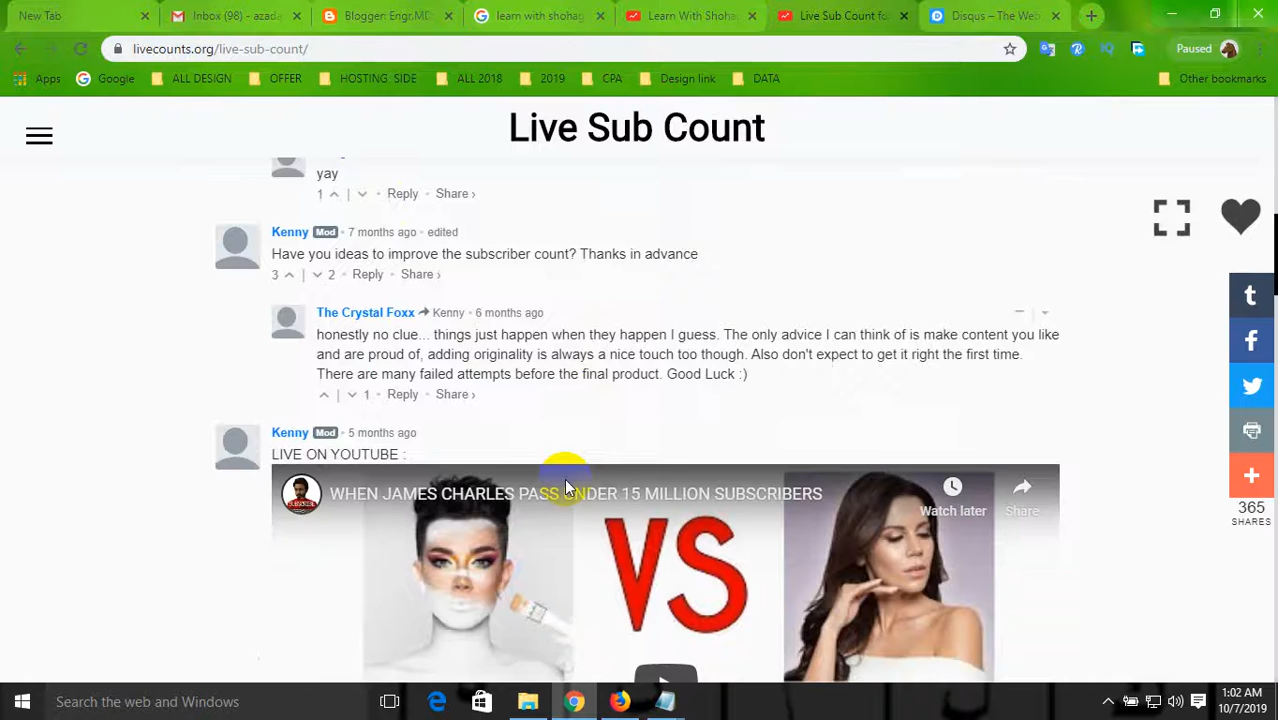 New Tab
Inbox (98) - azada
Blogger: Engr.MD
learn with shohag
Learn With Shohag
Live Sub Count fo
Disqus – The Web
livecounts.org/live-sub-count/
Paused
Apps
Google
ALL DESIGN
OFFER
HOSTING SIDE
ALL 2018
2019
CPA
Design link
DATA
Other bookmarks
Live Sub Count
yay
1 Reply Share ›
Kenny Mod • 7 months ago • edited
Have you ideas to improve the subscriber count? Thanks in advance
3 2 • Reply • Share ›
The Crystal Foxx Kenny • 6 months ago
honestly no clue... things just happen when they happen I guess. The only advice I can think of is make content you like
and are proud of, adding originality is always a nice touch too though. Also don't expect to get it right the first time.
There are many failed attempts before the final product. Good Luck :)
1 • Reply • Share ›
Kenny Mod • 5 months ago
LIVE ON YOUTUBE :
SUBSCRIBE
WHEN JAMES CHARLES PASS UNDER 15 MILLION SUBSCRIBERS
Watch later
Share
VS
365
SHARES
Search the web and Windows
1:02 AM
10/7/2019